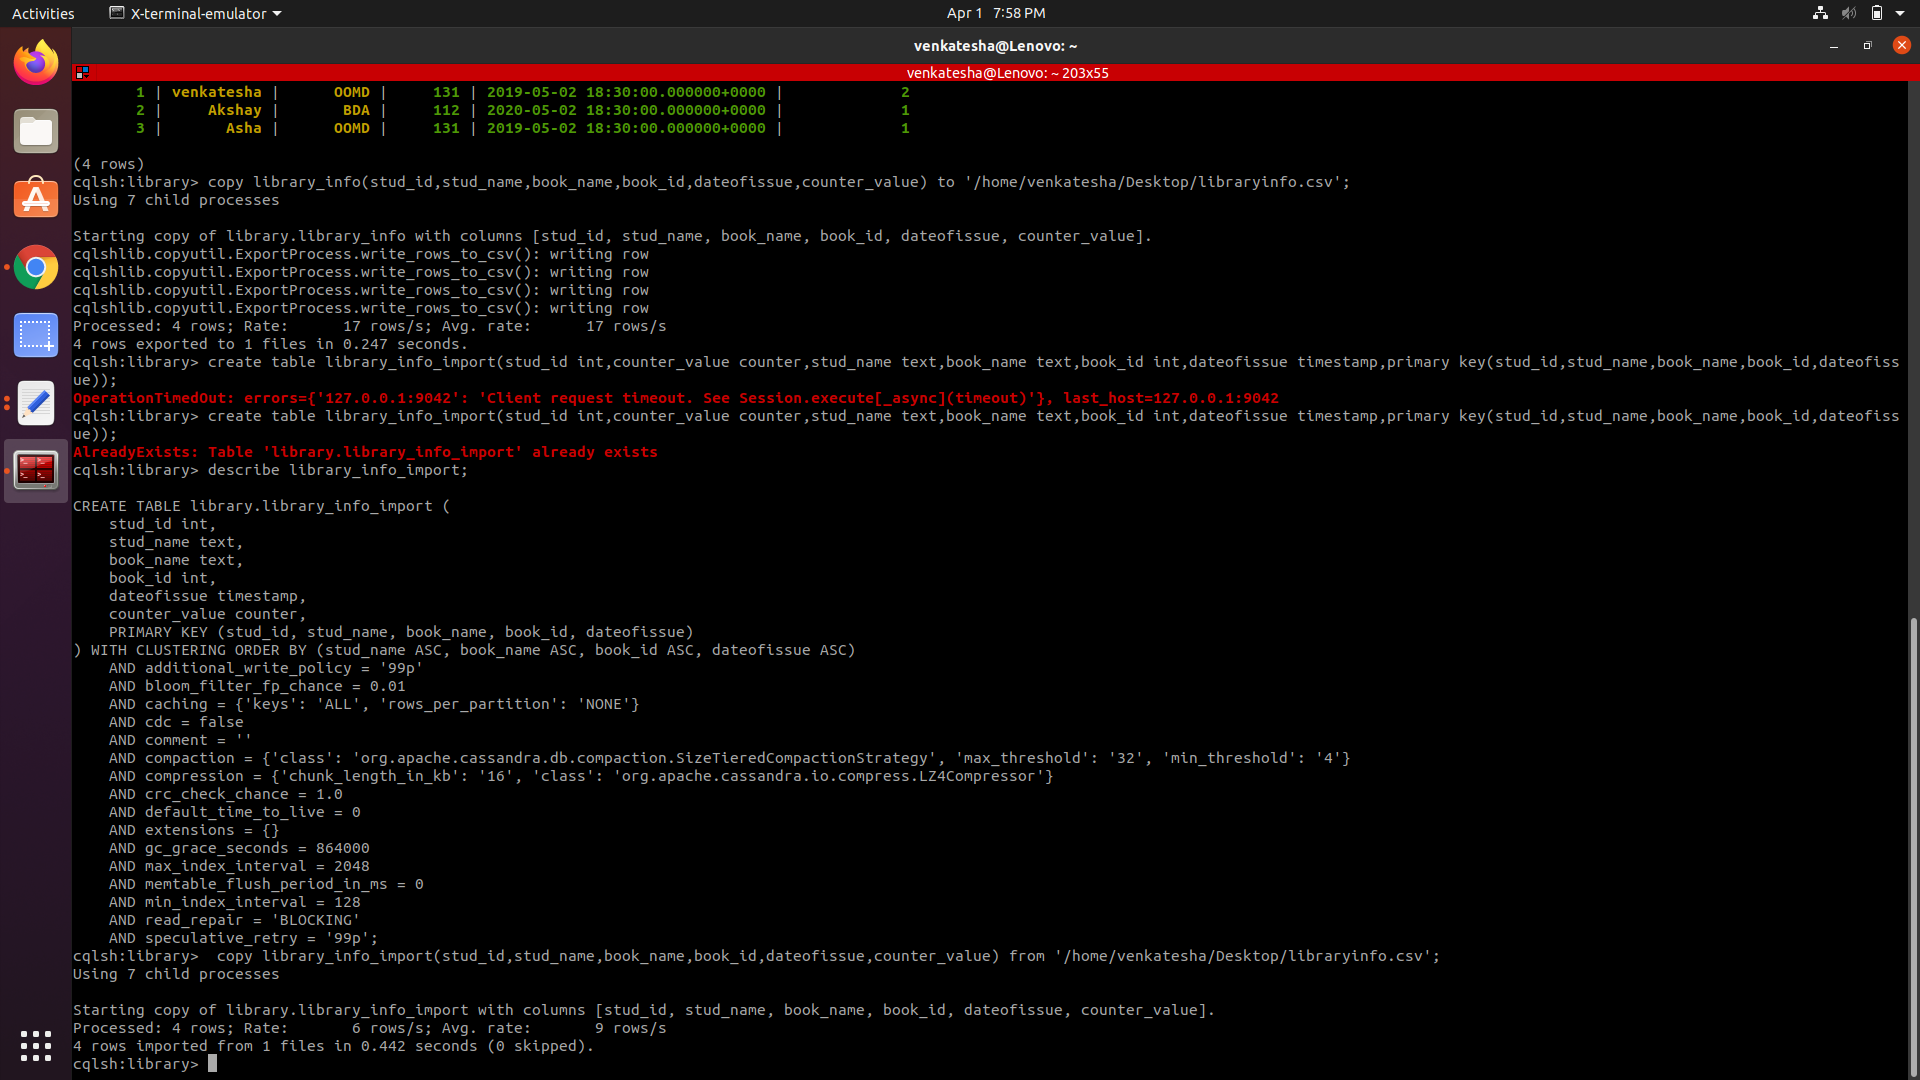 Activities X-terminal-emulator Apr 1 7:58 PM
venkatesha@Lenovo: ~
venkatesha@Lenovo: ~ 203x55
1 | venkatesha | OOMD | 131 | 2019-05-02 18:30:00.000000+0000 | 2
2 | Akshay | BDA | 112 | 2020-05-02 18:30:00.000000+0000 | 1
3 | Asha | OOMD | 131 | 2019-05-02 18:30:00.000000+0000 | 1
(4 rows)
cqlsh:library> copy library_info(stud_id,stud_name,book_name,book_id,dateofissue,counter_value) to '/home/venkatesha/Desktop/libraryinfo.csv';
Using 7 child processes
Starting copy of library.library_info with columns [stud_id, stud_name, book_name, book_id, dateofissue, counter_value].
cqlshlib.copyutil.ExportProcess.write_rows_to_csv(): writing row
cqlshlib.copyutil.ExportProcess.write_rows_to_csv(): writing row
cqlshlib.copyutil.ExportProcess.write_rows_to_csv(): writing row
cqlshlib.copyutil.ExportProcess.write_rows_to_csv(): writing row
Processed: 4 rows; Rate: 17 rows/s; Avg. rate: 17 rows/s
4 rows exported to 1 files in 0.247 seconds.
cqlsh:library> create table library_info_import(stud_id int,counter_value counter,stud_name text,book_name text,book_id int,dateofissue timestamp,primary key(stud_id,stud_name,book_name,book_id,dateofiss
ue));
OperationTimedOut: errors={'127.0.0.1:9042': 'Client request timeout. See Session.execute[_async](timeout)'}, last_host=127.0.0.1:9042
cqlsh:library> create table library_info_import(stud_id int,counter_value counter,stud_name text,book_name text,book_id int,dateofissue timestamp,primary key(stud_id,stud_name,book_name,book_id,dateofiss
ue));
AlreadyExists: Table 'library.library_info_import' already exists
cqlsh:library> describe library_info_import;
CREATE TABLE library.library_info_import (
stud_id int,
stud_name text,
book_name text,
book_id int,
dateofissue timestamp,
counter_value counter,
PRIMARY KEY (stud_id, stud_name, book_name, book_id, dateofissue)
) WITH CLUSTERING ORDER BY (stud_name ASC, book_name ASC, book_id ASC, dateofissue ASC)
AND additional_write_policy = '99p'
AND bloom_filter_fp_chance = 0.01
AND caching = {'keys': 'ALL', 'rows_per_partition': 'NONE'}
AND cdc = false
AND comment = ''
AND compaction = {'class': 'org.apache.cassandra.db.compaction.SizeTieredCompactionStrategy', 'max_threshold': '32', 'min_threshold': '4'}
AND compression = {'chunk_length_in_kb': '16', 'class': 'org.apache.cassandra.io.compress.LZ4Compressor'}
AND crc_check_chance = 1.0
AND default_time_to_live = 0
AND extensions = {}
AND gc_grace_seconds = 864000
AND max_index_interval = 2048
AND memtable_flush_period_in_ms = 0
AND min_index_interval = 128
AND read_repair = 'BLOCKING'
AND speculative_retry = '99p';
cqlsh:library>  copy library_info_import(stud_id,stud_name,book_name,book_id,dateofissue,counter_value) from '/home/venkatesha/Desktop/libraryinfo.csv';
Using 7 child processes
Starting copy of library.library_info_import with columns [stud_id, stud_name, book_name, book_id, dateofissue, counter_value].
Processed: 4 rows; Rate: 6 rows/s; Avg. rate: 9 rows/s
4 rows imported from 1 files in 0.442 seconds (0 skipped).
cqlsh:library>